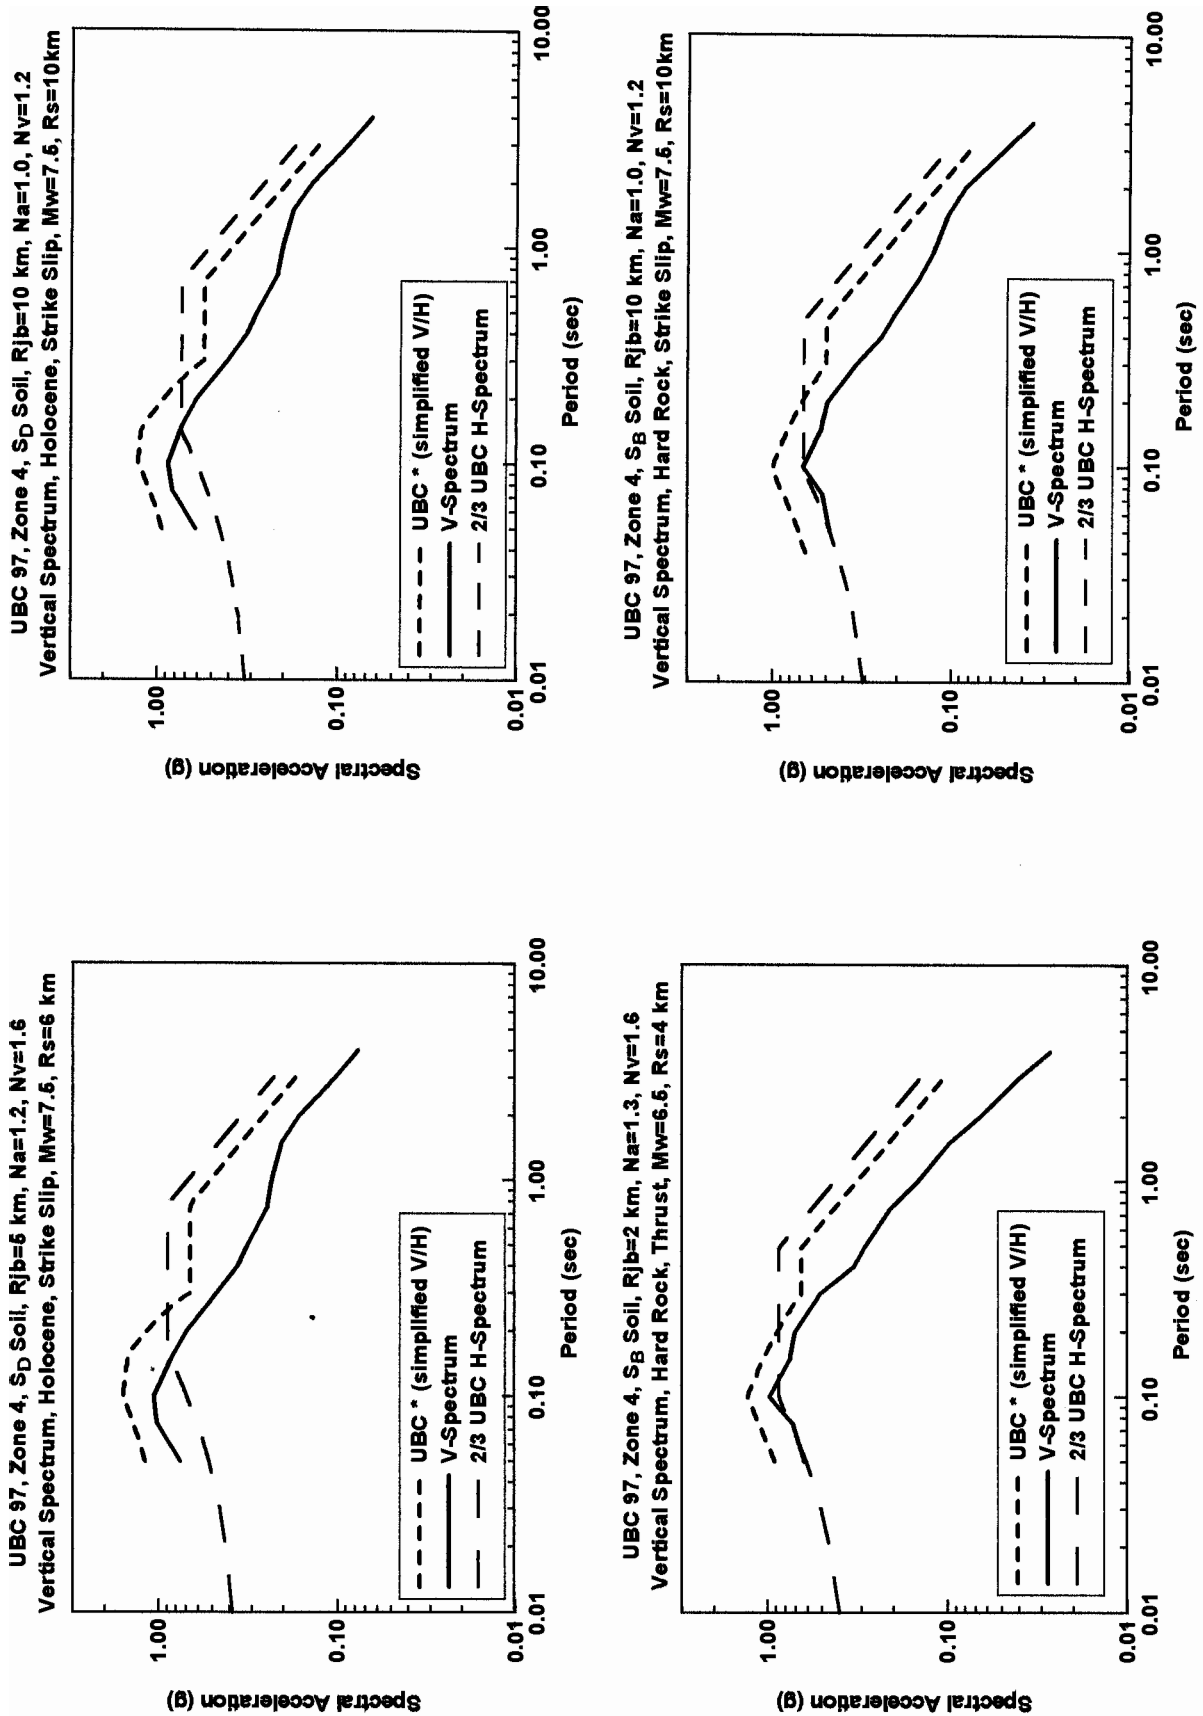 UBC 97, Zone 4, SD Soil, Rjb=5 km, Na=1.2, Nv=1.6
Vertical Spectrum, Holocene, Strike Slip, Mw=7.5, Rs=6 km
Spectral Acceleration (g)
1.00
0.10
0.01
UBC * (simplified V/H)
V-Spectrum
2/3 UBC H-Spectrum
0.01
0.10
1.00
10.00
Period (sec)
UBC 97, Zone 4, SD Soil, Rjb=10 km, Na=1.0, Nv=1.2
Vertical Spectrum, Holocene, Strike Slip, Mw=7.5, Rs=10km
Spectral Acceleration (g)
1.00
0.10
0.01
UBC * (simplified V/H)
V-Spectrum
2/3 UBC H-Spectrum
0.01
0.10
1.00
10.00
Period (sec)
UBC 97, Zone 4, SB Soil, Rjb=2 km, Na=1.3, Nv=1.6
Vertical Spectrum, Hard Rock, Thrust, Mw=6.5, Rs=4 km
Spectral Acceleration (g)
1.00
0.10
0.01
UBC * (simplified V/H)
V-Spectrum
2/3 UBC H-Spectrum
0.01
0.10
1.00
10.00
Period (sec)
UBC 97, Zone 4, SB Soil, Rjb=10 km, Na=1.0, Nv=1.2
Vertical Spectrum, Hard Rock, Strike Slip, Mw=7.5, Rs=10km
Spectral Acceleration (g)
1.00
0.10
0.01
UBC * (simplified V/H)
V-Spectrum
2/3 UBC H-Spectrum
0.01
0.10
1.00
10.00
Period (sec)